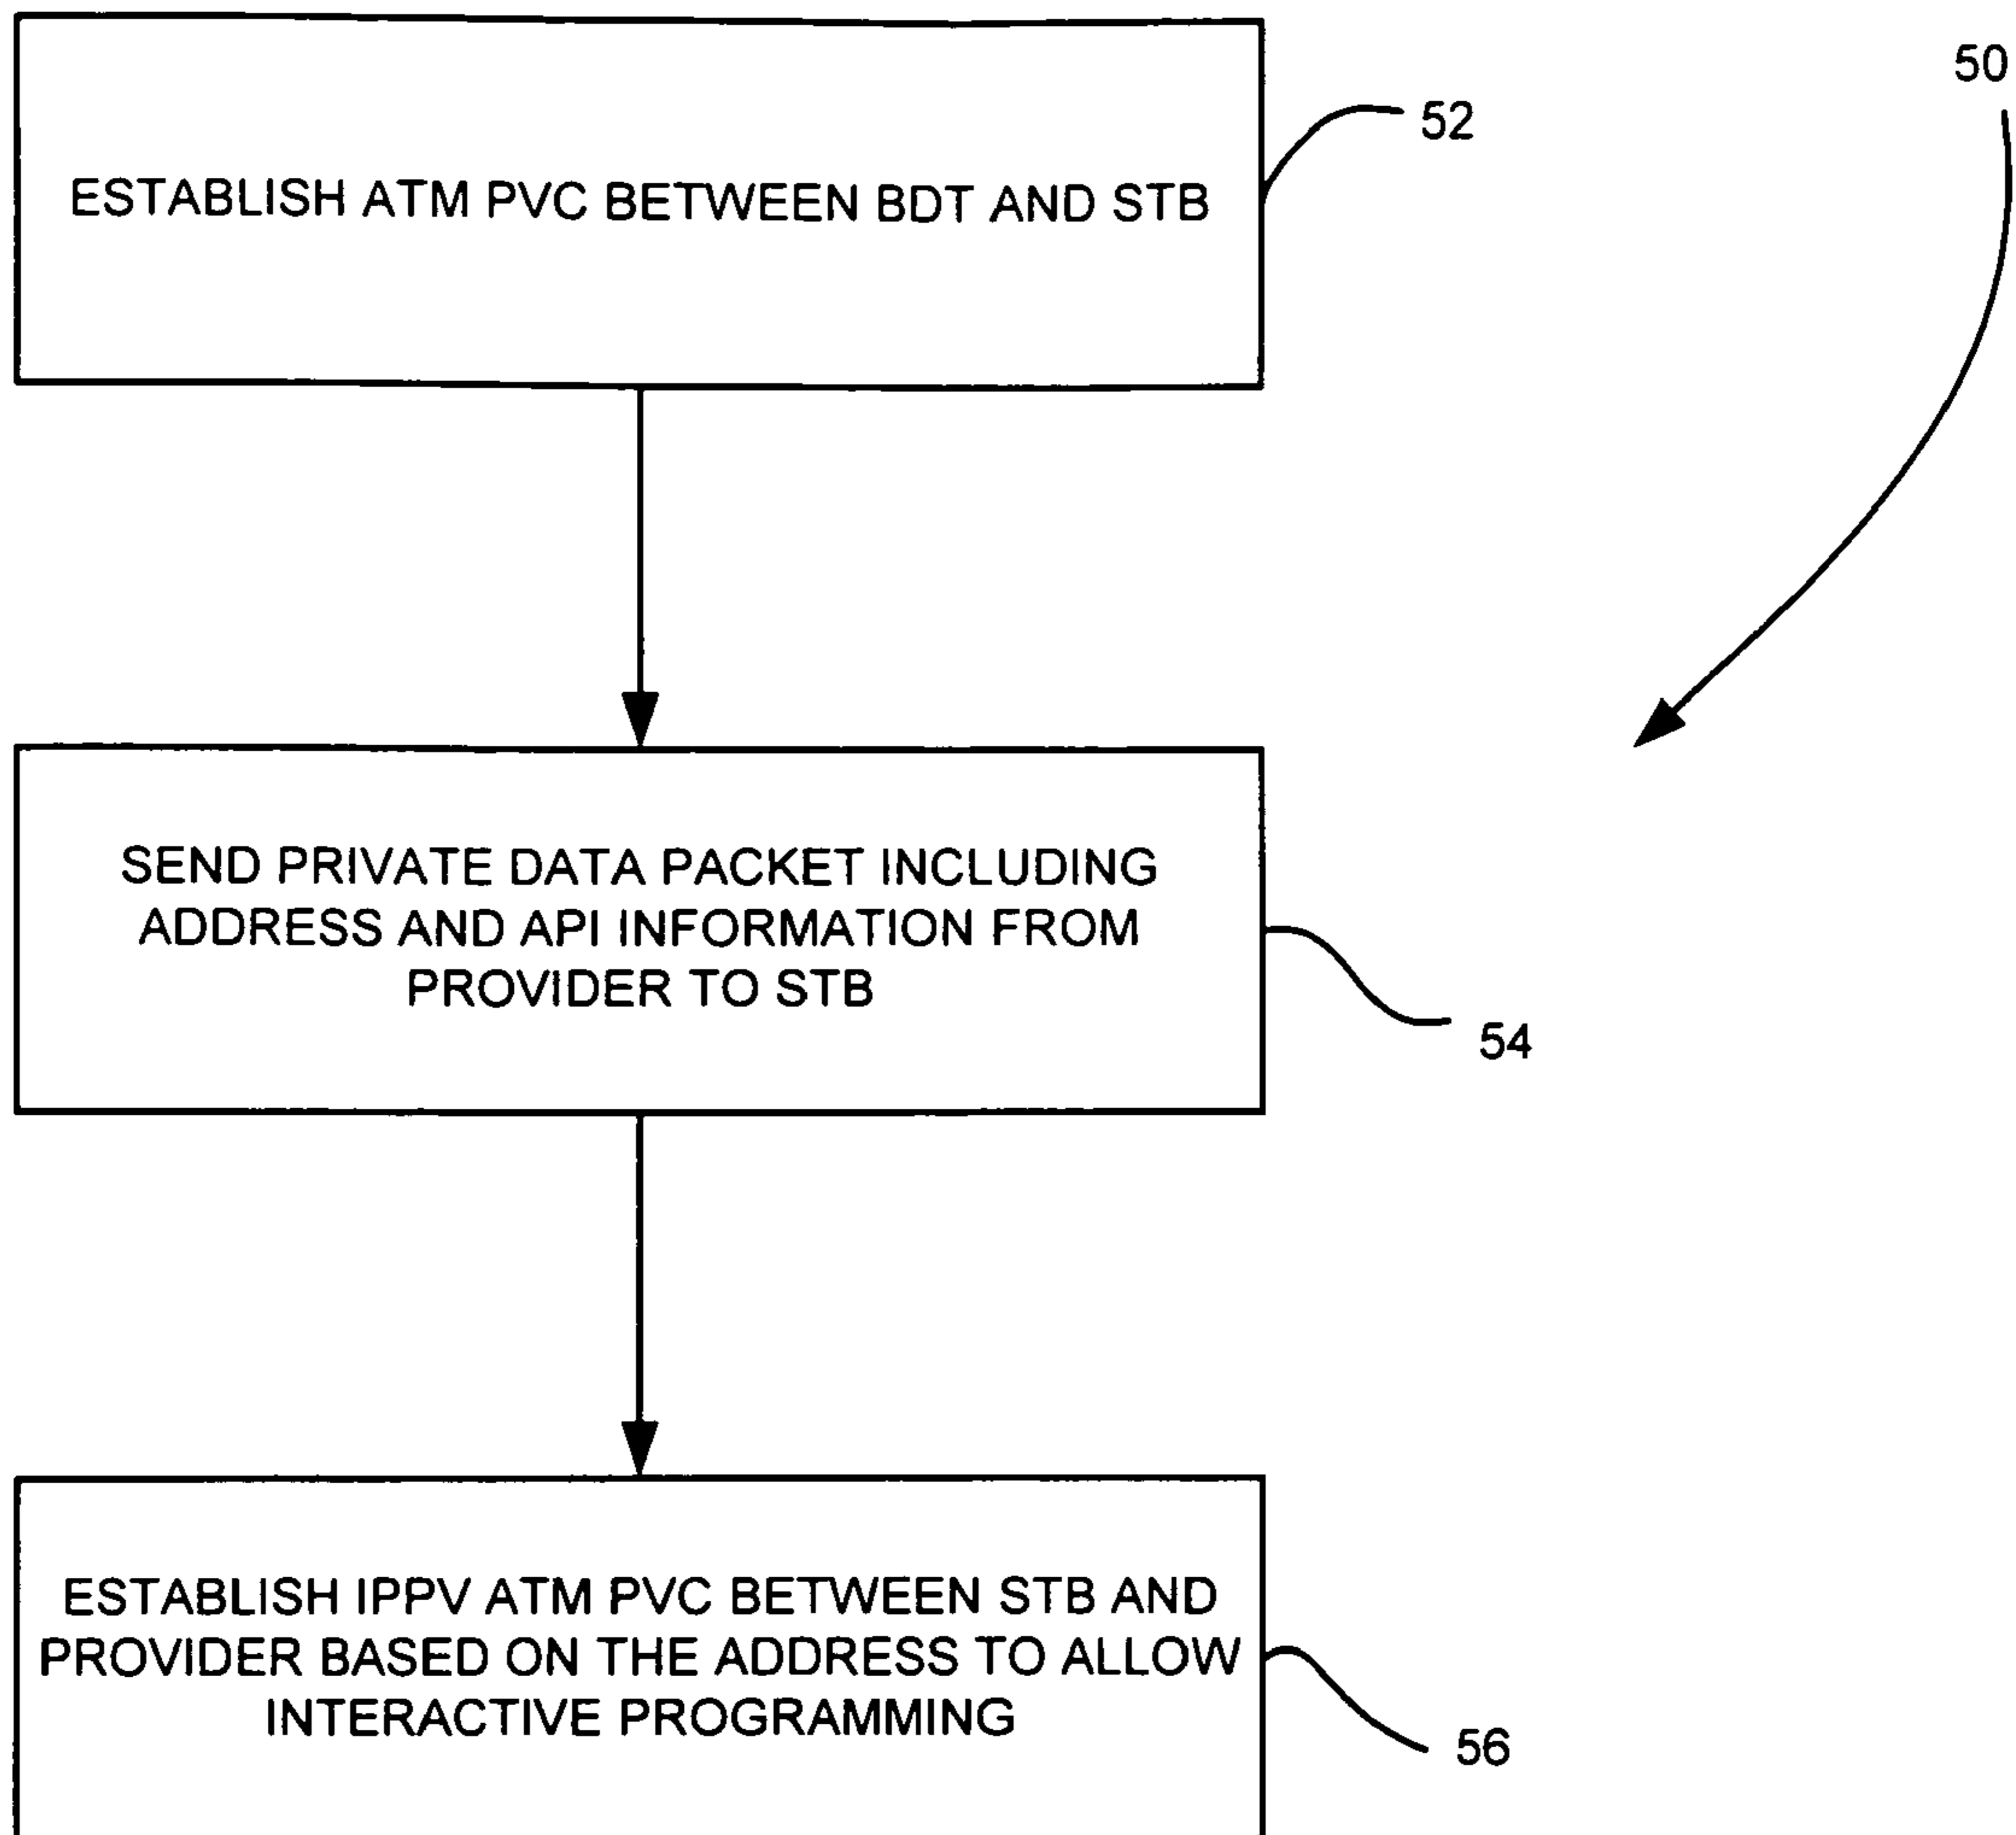 50
52
ESTABLISH ATM PVC BETWEEN BDT AND STB
SEND PRIVATE DATA PACKET INCLUDING
ADDRESS AND API INFORMATION FROM
PROVIDER TO STB
54
ESTABLISH IPPV ATM PVC BETWEEN STB AND
PROVIDER BASED ON THE ADDRESS TO ALLOW
INTERACTIVE PROGRAMMING
56